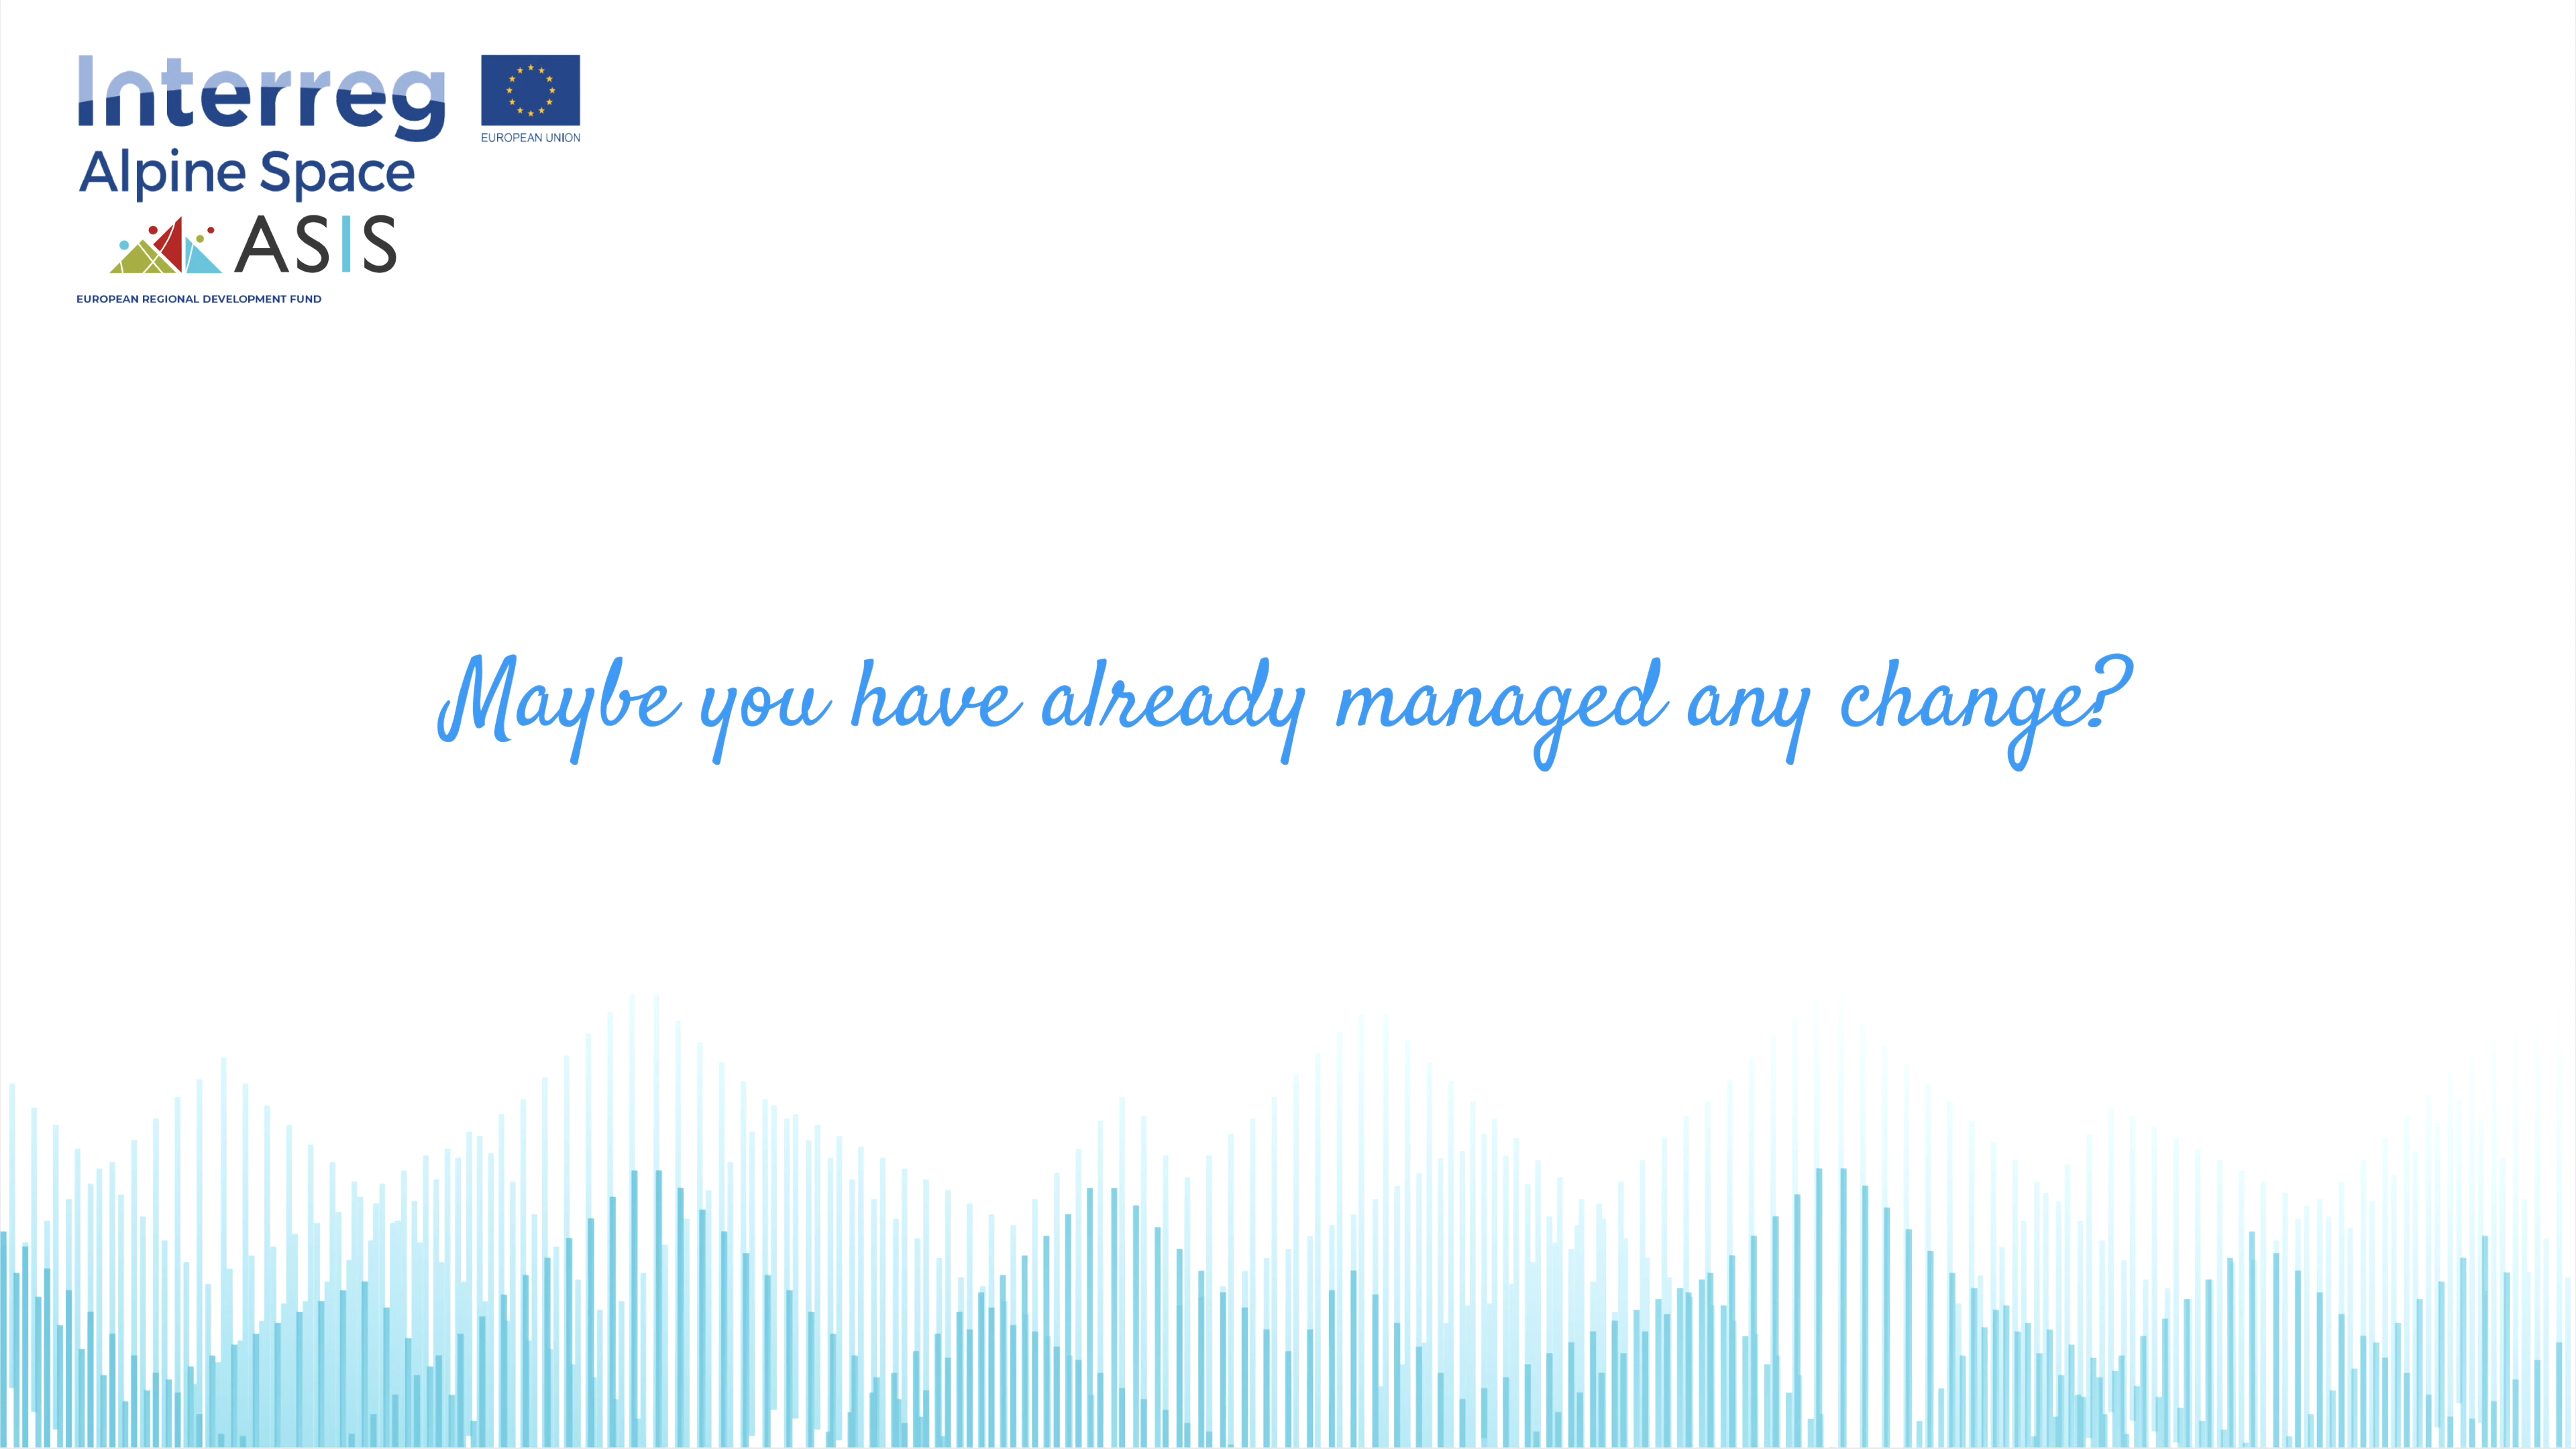 Interreg
EUROPEAN UNION
Alpine Space
ASIS
EUROPEAN REGIONAL DEVELOPMENT FUND
Maybe you have already managed any change?